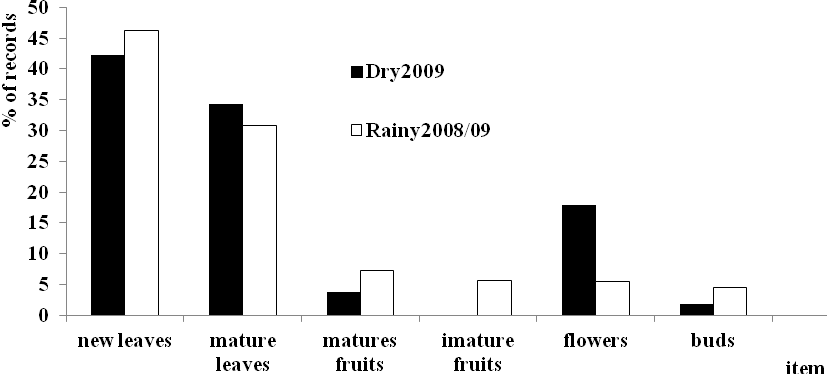 % of records
50
45
40
35
30
25
20
15
10
5
0
Dry2009
Rainy2008/09
new leaves
mature
leaves
matures
fruits
imature
fruits
flowers
buds
item